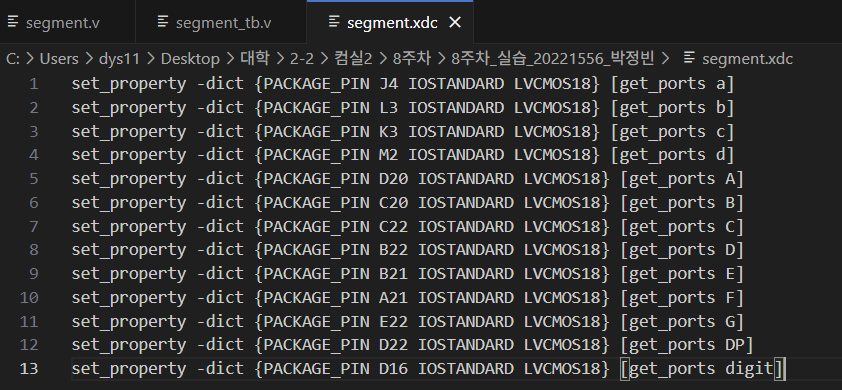 segment.v segment_tb.v segment.xdc
C: > Users > dys11 > Desktop > 대학 > 2-2 > 컴실2 > 8주차 > 8주차_실습_20221556_박정빈 > segment.xdc
1 set_property -dict {PACKAGE_PIN J4 IOSTANDARD LVCMOS18} [get_ports a]
2 set_property -dict {PACKAGE_PIN L3 IOSTANDARD LVCMOS18} [get_ports b]
3 set_property -dict {PACKAGE_PIN K3 IOSTANDARD LVCMOS18} [get_ports c]
4 set_property -dict {PACKAGE_PIN M2 IOSTANDARD LVCMOS18} [get_ports d]
5 set_property -dict {PACKAGE_PIN D20 IOSTANDARD LVCMOS18} [get_ports A]
6 set_property -dict {PACKAGE_PIN C20 IOSTANDARD LVCMOS18} [get_ports B]
7 set_property -dict {PACKAGE_PIN C22 IOSTANDARD LVCMOS18} [get_ports C]
8 set_property -dict {PACKAGE_PIN B22 IOSTANDARD LVCMOS18} [get_ports D]
9 set_property -dict {PACKAGE_PIN B21 IOSTANDARD LVCMOS18} [get_ports E]
10 set_property -dict {PACKAGE_PIN A21 IOSTANDARD LVCMOS18} [get_ports F]
11 set_property -dict {PACKAGE_PIN E22 IOSTANDARD LVCMOS18} [get_ports G]
12 set_property -dict {PACKAGE_PIN D22 IOSTANDARD LVCMOS18} [get_ports DP]
13 set_property -dict {PACKAGE_PIN D16 IOSTANDARD LVCMOS18} [get_ports digit]